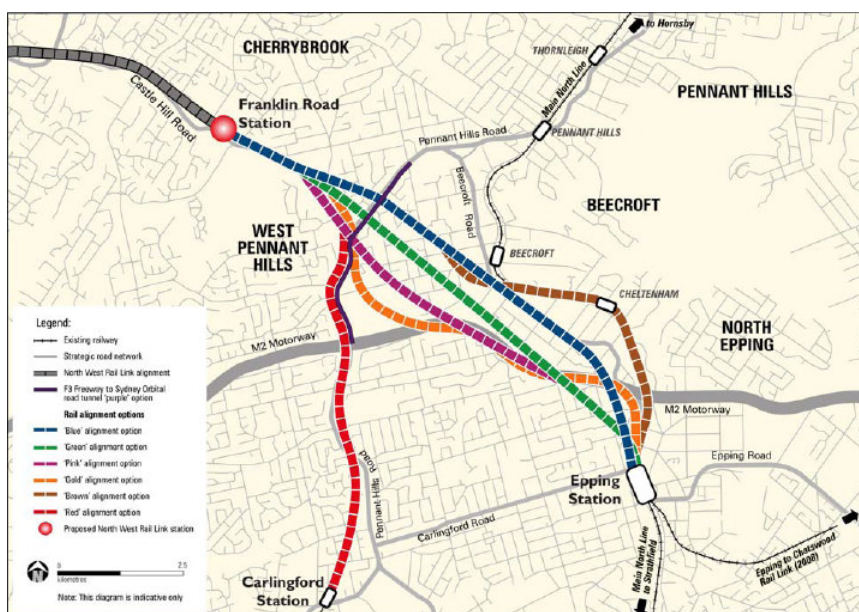 to Hornsby
CHERRYBROOK
THORNLEIGH
Main North Line
PENNANT HILLS
Castle Hill Road
Franklin Road
Station
Pennant Hills Road
PENNANT HILLS
Beecroft
Road
BEECROFT
WEST
PENNANT
HILLS
BEECROFT
CHELTENHAM
NORTH
EPPING
M2 Motorway
M2 Motorway
Epping Road
Epping
Station
Pennant Hills Road
Carlingford Road
Carlingford
Station
Main North Line
to Strathfield
Epping to Chatswood
Rail Link (2008)
Legend:
Existing railway
Strategic road network
North West Rail Link alignment
F3 Freeway to Sydney Orbital
road tunnel 'purple' option
Rail alignment options
'Blue' alignment option
'Green' alignment option
'Pink' alignment option
'Gold' alignment option
'Brown' alignment option
'Red' alignment option
Proposed North West Rail Link station
N
0 2.5
kilometres
Note: This diagram is indicative only